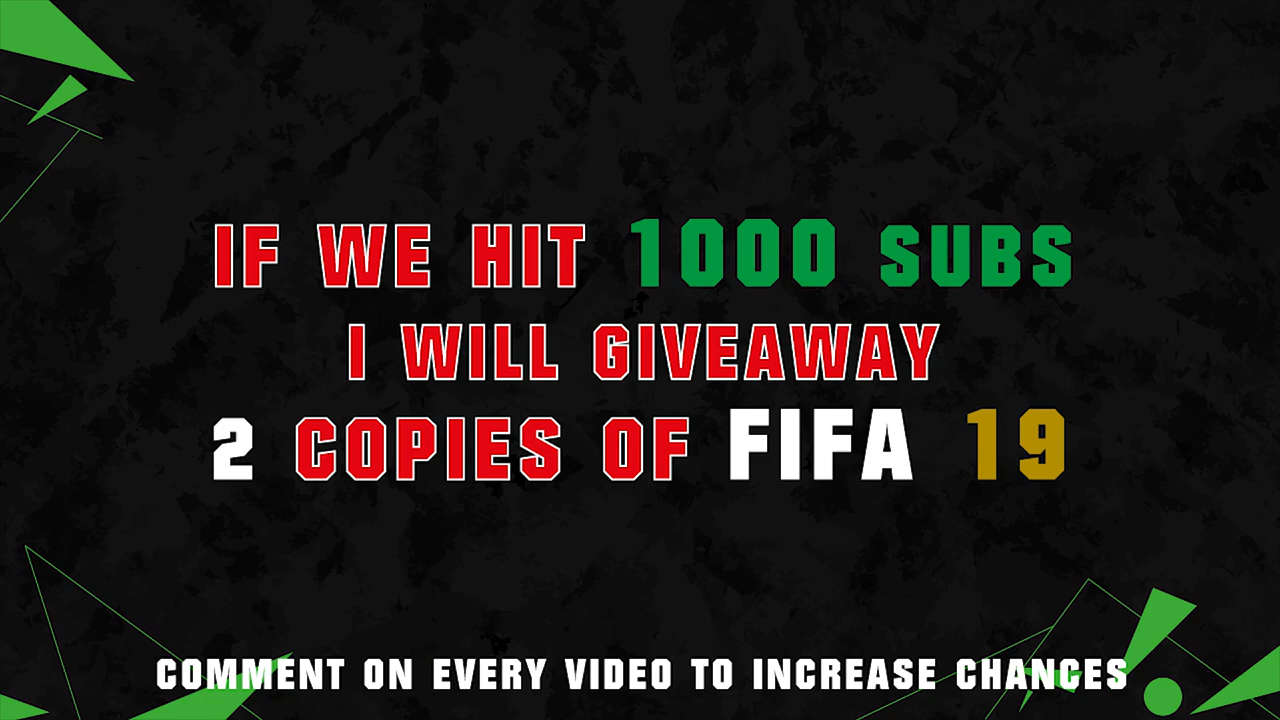 IF WE HIT 1000 SUBS
I WILL GIVEAWAY
2 COPIES OF FIFA 19
COMMENT ON EVERY VIDEO TO INCREASE CHANCES